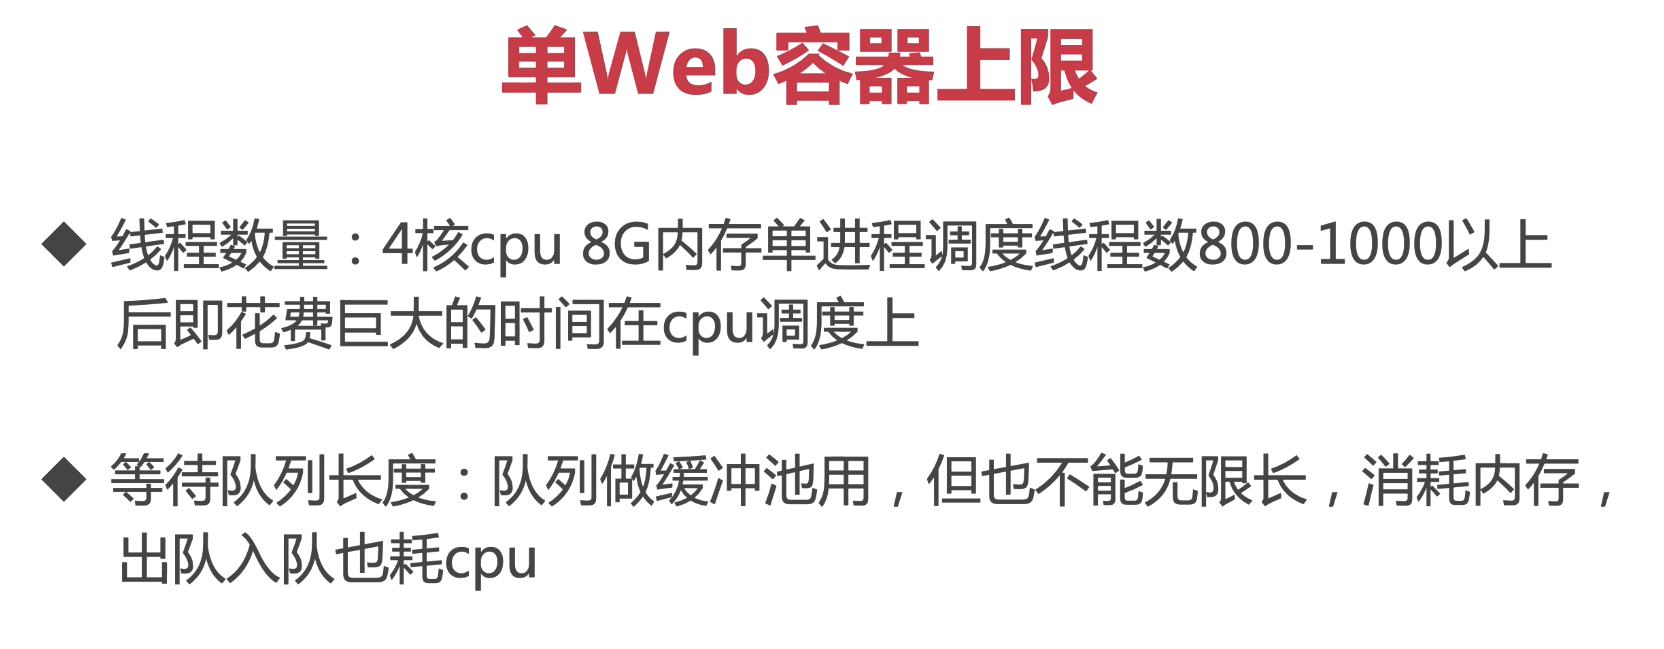 单Web容器上限
◆ 线程数量：4核cpu 8G内存单进程调度线程数800-1000以上
后即花费巨大的时间在cpu调度上
◆ 等待队列长度：队列做缓冲池用，但也不能无限长，消耗内存，
出队入队也耗cpu